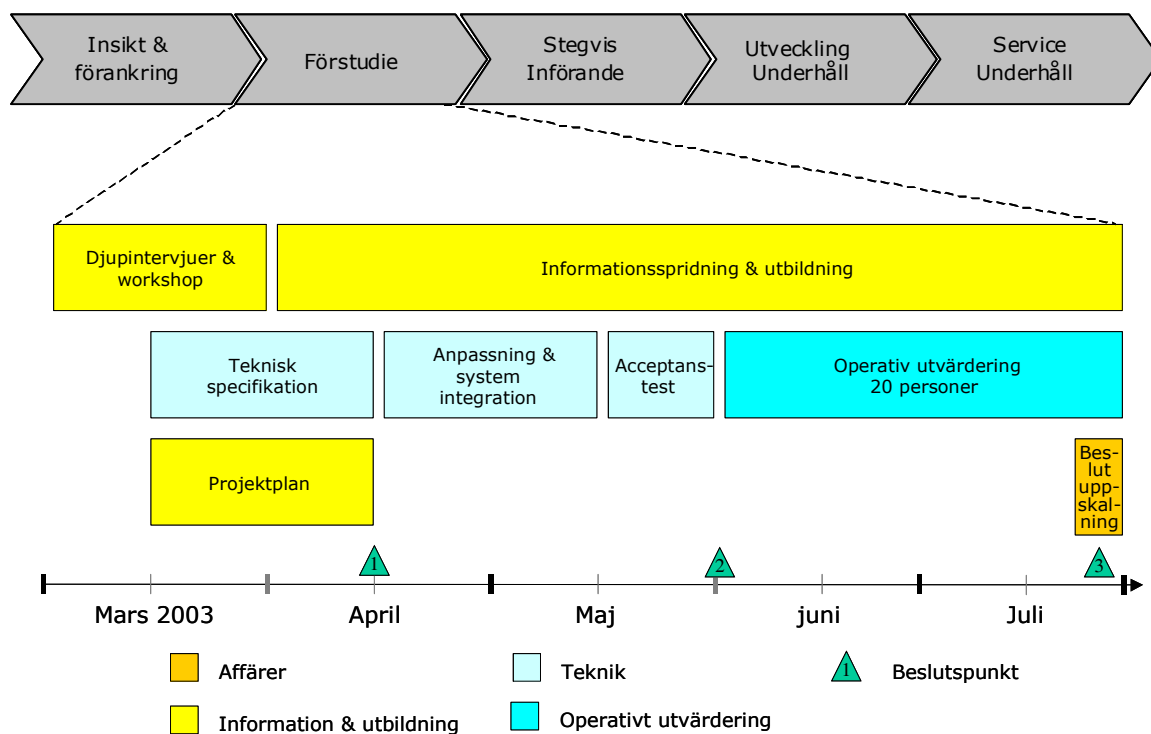 Insikt &
förankring
Förstudie
Stegvis
Införande
Utveckling
Underhåll
Service
Underhåll
Djupintervjuer &
workshop
Informationsspridning & utbildning
Teknisk
specifikation
Anpassning &
system
integration
Acceptans-
test
Operativ utvärdering
20 personer
Projektplan
Bes-
lut
upp-
skal-
ning
1
2
3
Mars 2003
April
Maj
juni
Juli
Affärer
Teknik
1
Beslutspunkt
Information & utbildning
Operativt utvärdering